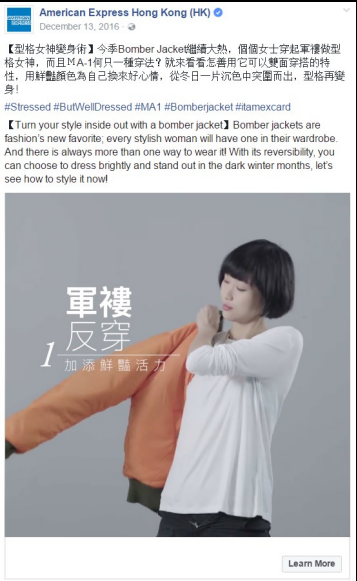 American Express Hong Kong (HK)
December 13, 2016
【型格女神變身術】今季Bomber Jacket繼續大熱，個個女士穿起軍褸做型
格女神，而且MA-1何只一種穿法？就來看看怎善用它可以雙面穿搭的特
性，用鮮豔顏色為自己換來好心情，從冬日一片沉色中突圍而出，型格再變
身！
#Stressed #ButWellDressed #MA1 #Bomberjacket #itamexcard
【Turn your style inside out with a bomber jacket】Bomber jackets are
fashion's new favorite; every stylish woman will have one in their wardrobe.
And there is always more than one way to wear it! With its reversibility, you
can choose to dress brightly and stand out in the dark winter months, let's
see how to style it now!
軍褸
反穿
1
加添鮮豔活力
Learn More